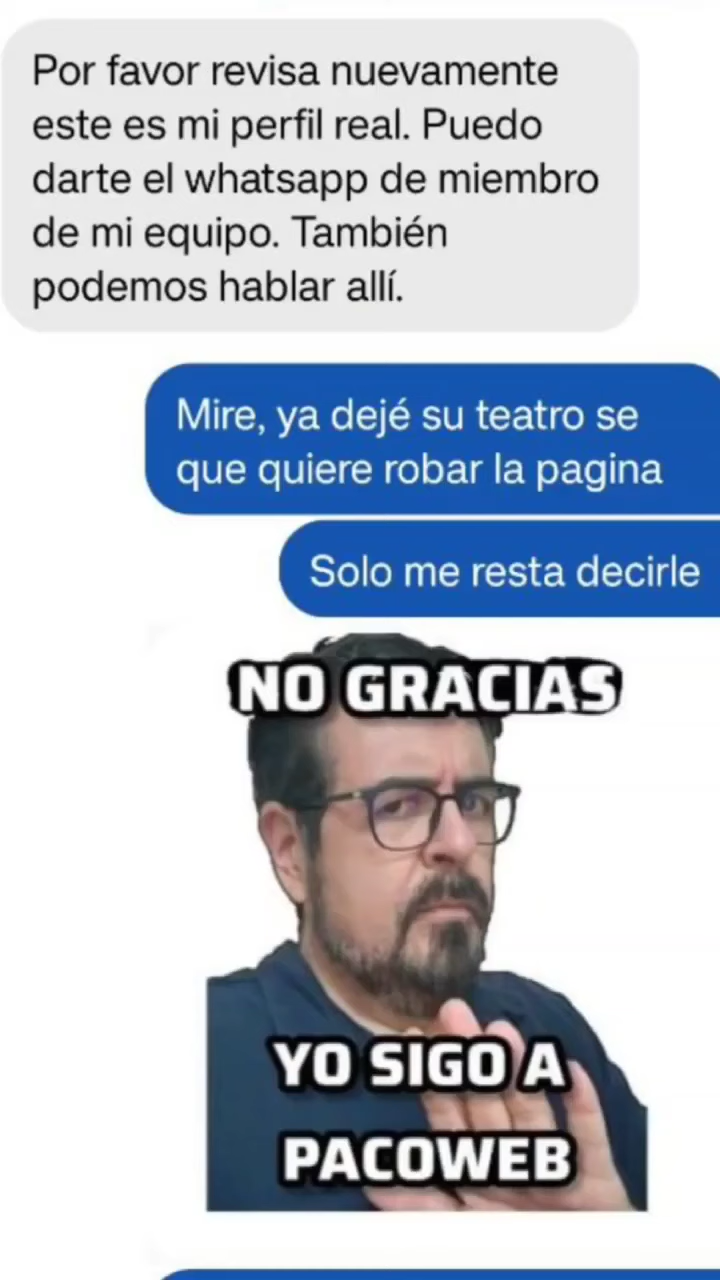 Por favor revisa nuevamente
este es mi perfil real. Puedo
darte el whatsapp de miembro
de mi equipo. También
podemos hablar allí.
Mire, ya dejé su teatro se
que quiere robar la pagina
Solo me resta decirle
NO GRACIAS
YO SIGO A
PACOWEB